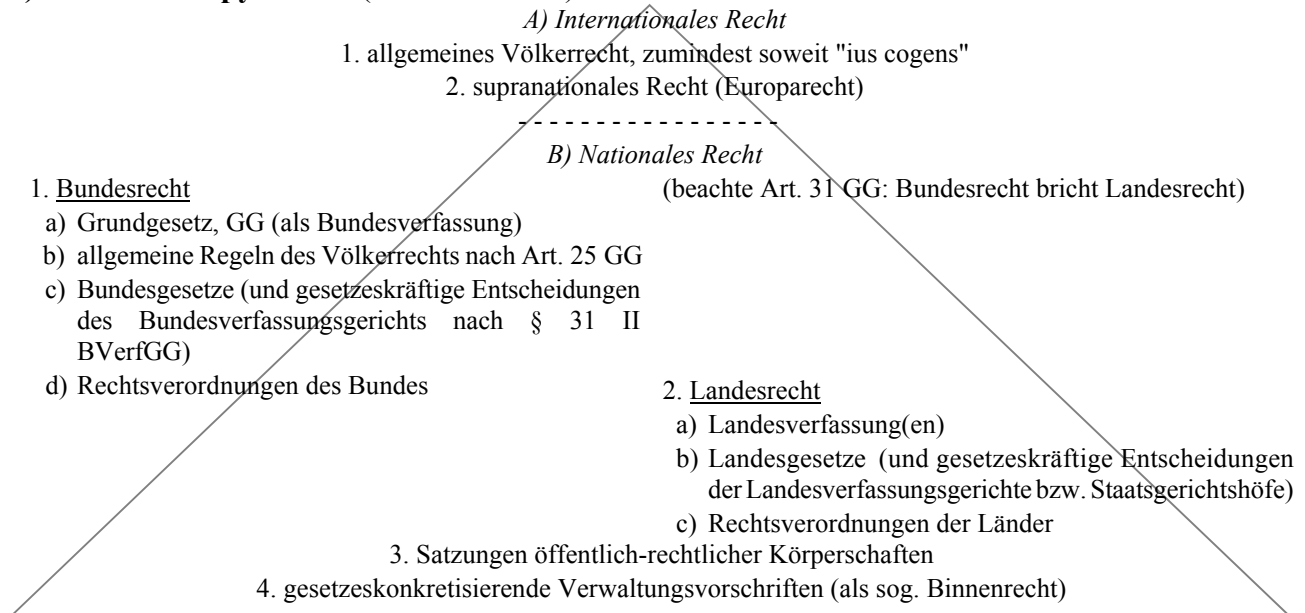 A) Internationales Recht
1. allgemeines Völkerrecht, zumindest soweit "ius cogens"
2. supranationales Recht (Europarecht)
- - - - - - - - - - - - - - - - -
B) Nationales Recht
1. Bundesrecht
(beachte Art. 31 GG: Bundesrecht bricht Landesrecht)
a) Grundgesetz, GG (als Bundesverfassung)
b) allgemeine Regeln des Völkerrechts nach Art. 25 GG
c) Bundesgesetze (und gesetzeskräftige Entscheidungen
des Bundesverfassungsgerichts nach § 31 II
BVerfGG)
d) Rechtsverordnungen des Bundes
2. Landesrecht
a) Landesverfassung(en)
b) Landesgesetze (und gesetzeskräftige Entscheidungen
der Landesverfassungsgerichte bzw. Staatsgerichtshöfe)
c) Rechtsverordnungen der Länder
3. Satzungen öffentlich-rechtlicher Körperschaften
4. gesetzeskonkretisierende Verwaltungsvorschriften (als sog. Binnenrecht)